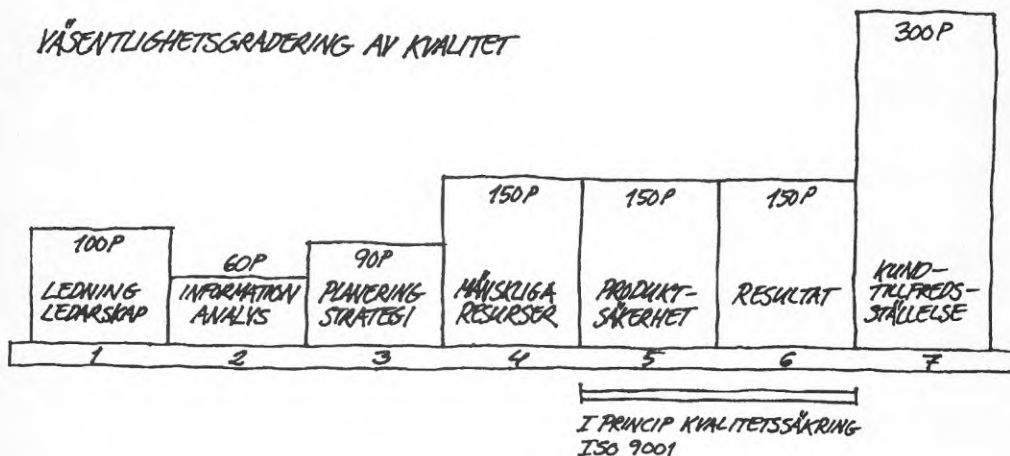 VÄSENTLIGHETSGRADERING AV KVALITET
100P
LEDNING
LEDARSKAP
1
60P
INFORMATION
ANALYS
2
90P
PLANERING
STRATEGI
3
150P
MÄNSKLIGA
RESURSER
4
150P
PRODUKT-
SÄKERHET
5
150P
RESULTAT
6
300P
KUND-
TILLFREDS-
STÄLLELSE
7
I PRINCIP KVALITETSSÄKRING
ISO 9001